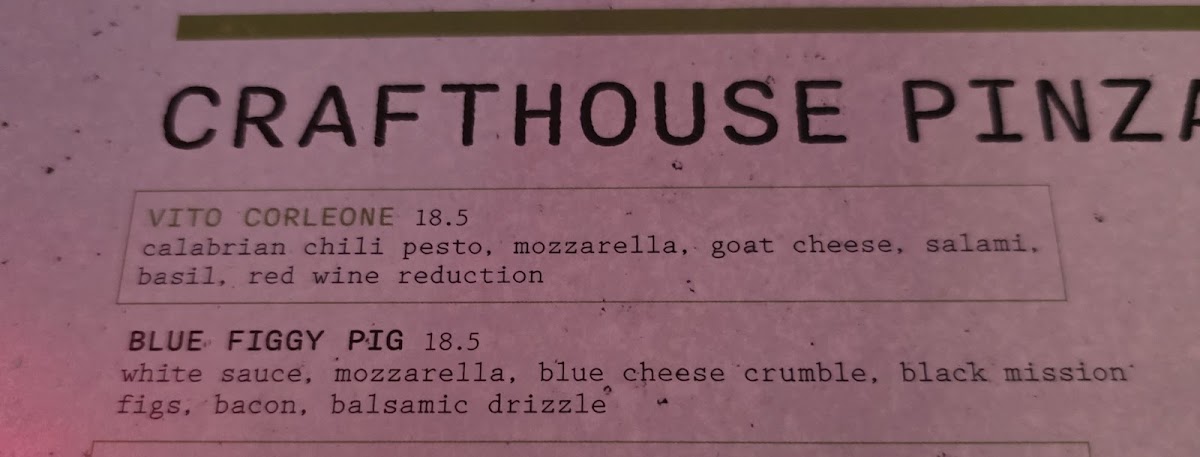 CRAFTHOUSE PINZA
VITO CORLEONE 18.5
calabrian chili pesto, mozzarella, goat cheese, salami,
basil, red wine reduction
BLUE FIGGY PIG 18.5
white sauce, mozzarella, blue cheese crumble, black mission
figs, bacon, balsamic drizzle